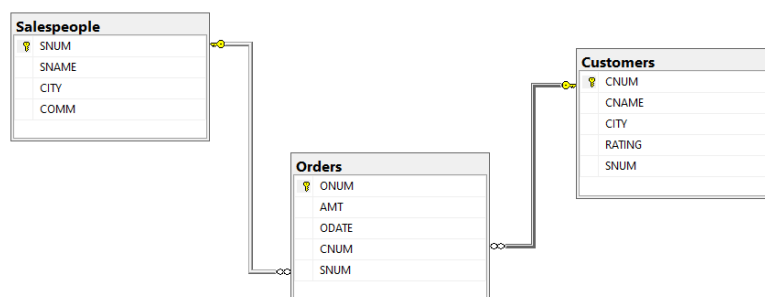 Salespeople
SNUM
SNAME
CITY
COMM
Orders
ONUM
AMT
ODATE
CNUM
SNUM
Customers
CNUM
CNAME
CITY
RATING
SNUM